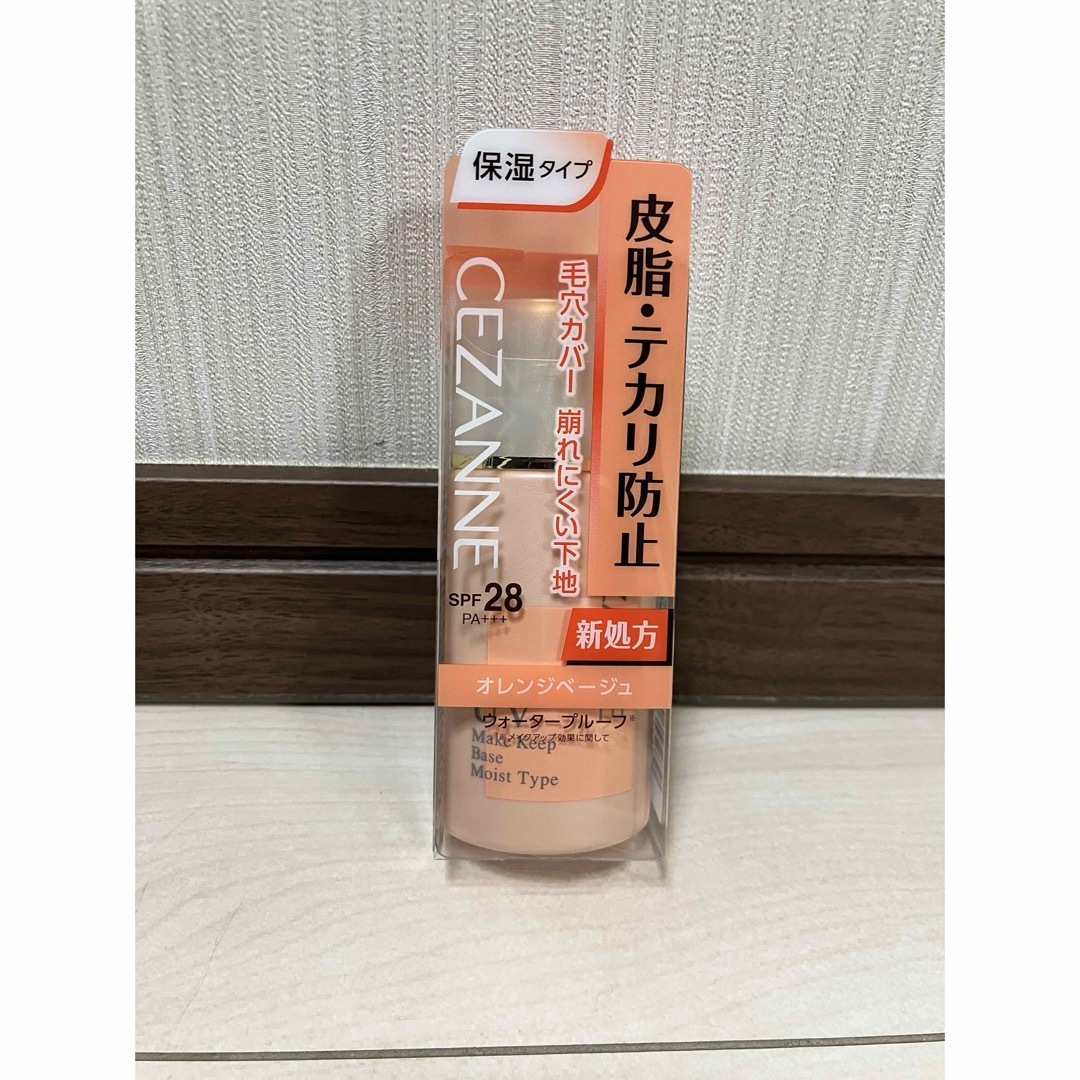 保湿タイプ
皮脂・テカリ防止
毛穴カバー 崩れにくい下地
CEZANNE
SPF28
PA+++
新処方
オレンジベージュ
ウォータープルーフ※
※メイクアップ効果に関して
Make Keep
Base
Moist Type